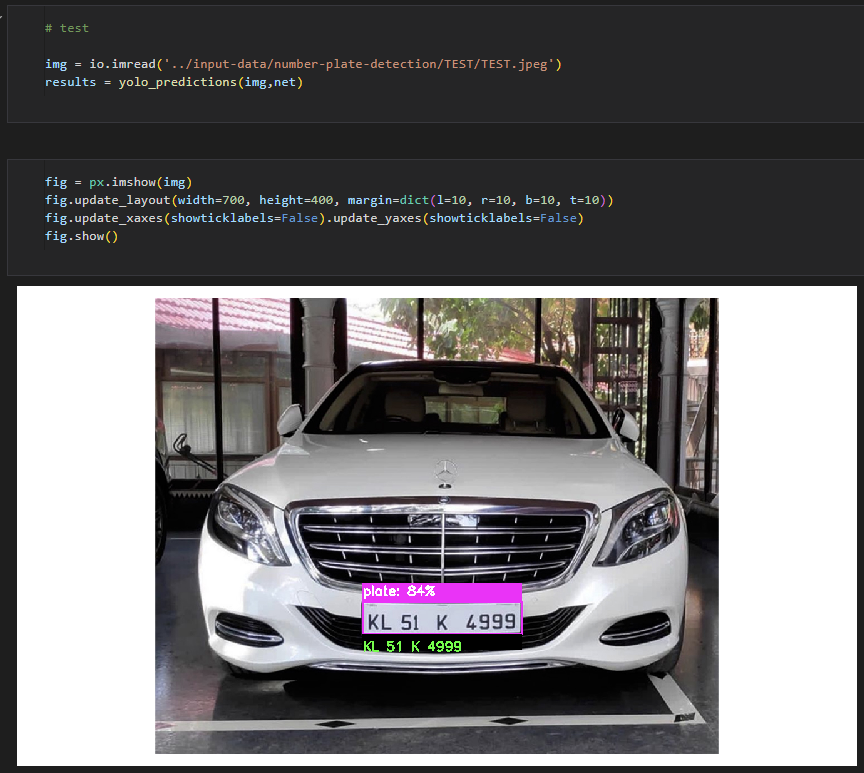 # test
img = io.imread('../input-data/number-plate-detection/TEST/TEST.jpeg')
results = yolo_predictions(img,net)
fig = px.imshow(img)
fig.update_layout(width=700, height=400, margin=dict(l=10, r=10, b=10, t=10))
fig.update_xaxes(showticklabels=False).update_yaxes(showticklabels=False)
fig.show()
plate: 84%
KL 51 K 4999
KL 51 K 4999